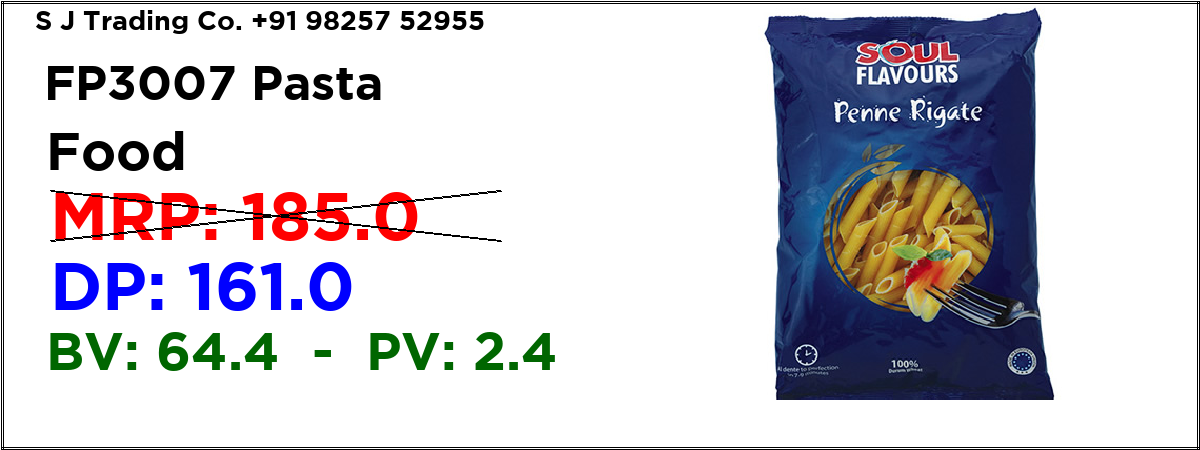 S J Trading Co. +91 98257 52955
FP3007 Pasta
Food
MRP: 185.0
DP: 161.0
BV: 64.4 - PV: 2.4
SOUL
FLAVOURS
Penne Rigate
Al dente to perfection
in 7-9 minutes
100%
Durum wheat